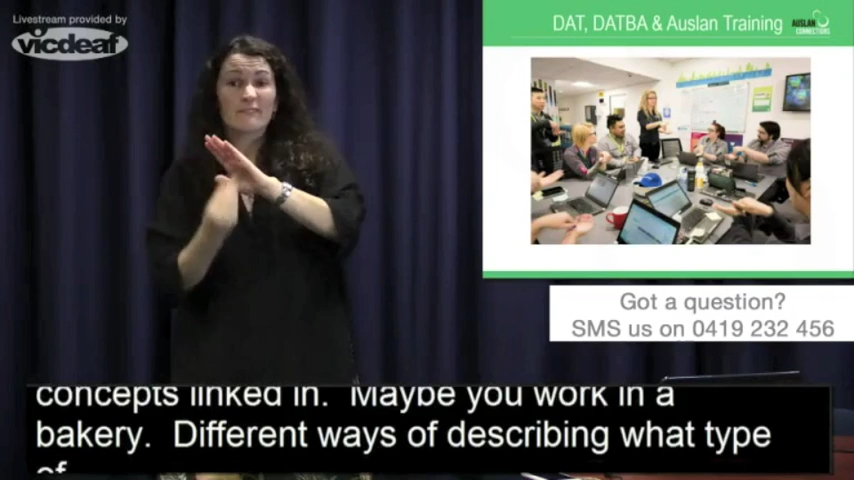 Livestream provided by
vicdeaf
DAT, DATBA & Auslan Training
AUSLAN
CONNECTIONS
Got a question?
SMS us on 0419 232 456
concepts linked in.  Maybe you work in a
bakery.  Different ways of describing what type
of